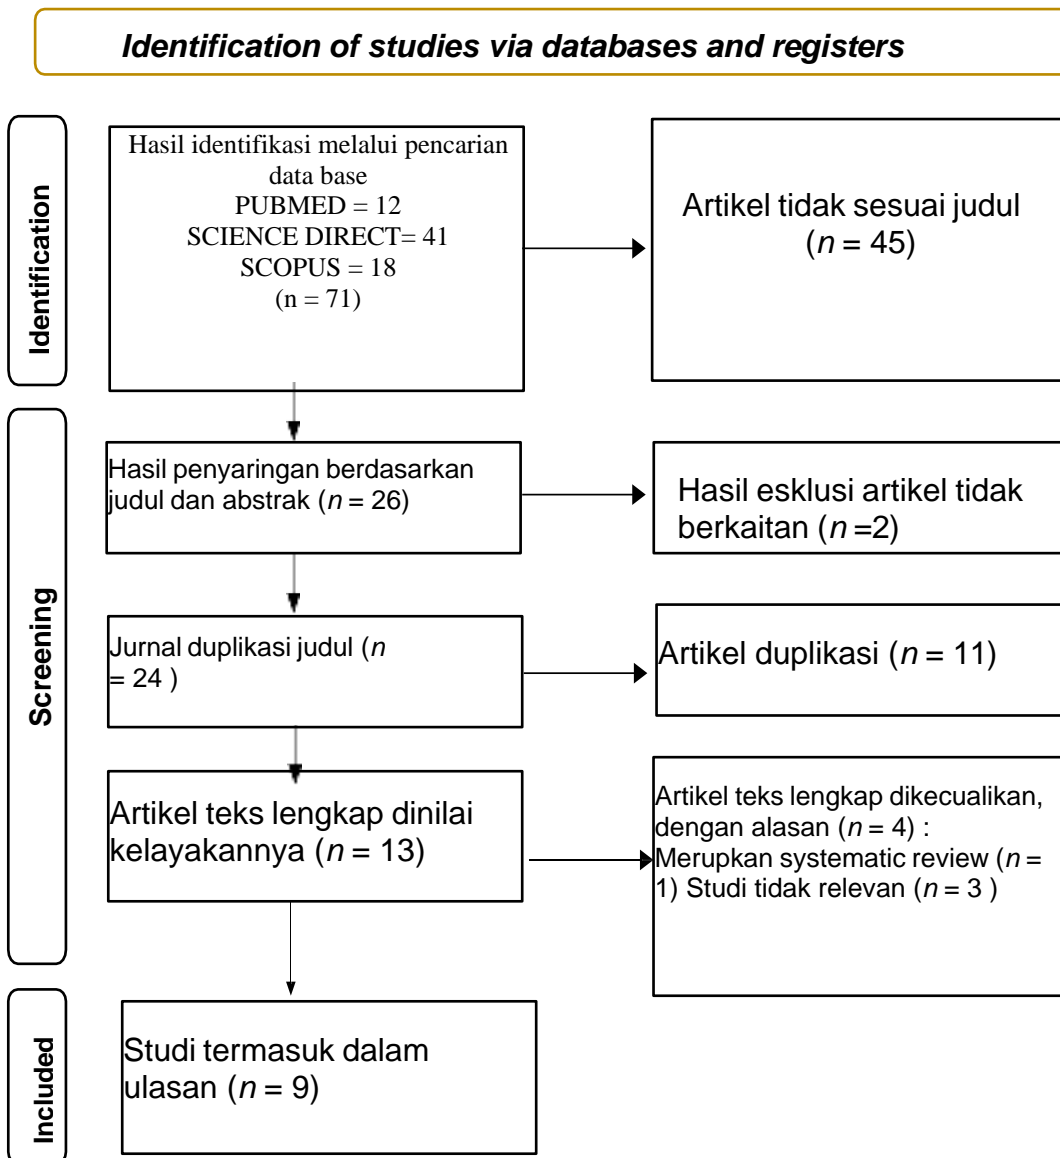 Identification of studies via databases and registers
Identification
Hasil identifikasi melalui pencarian
data base
PUBMED = 12
SCIENCE DIRECT= 41
SCOPUS = 18
(n = 71)
Artikel tidak sesuai judul
(n = 45)
Screening
Hasil penyaringan berdasarkan
judul dan abstrak (n = 26)
Hasil esklusi artikel tidak
berkaitan (n =2)
Jurnal duplikasi judul (n
= 24 )
Artikel duplikasi (n = 11)
Artikel teks lengkap dinilai
kelayakannya (n = 13)
Artikel teks lengkap dikecualikan,
dengan alasan (n = 4) :
Merupkan systematic review (n =
1) Studi tidak relevan (n = 3 )
Included
Studi termasuk dalam
ulasan (n = 9)